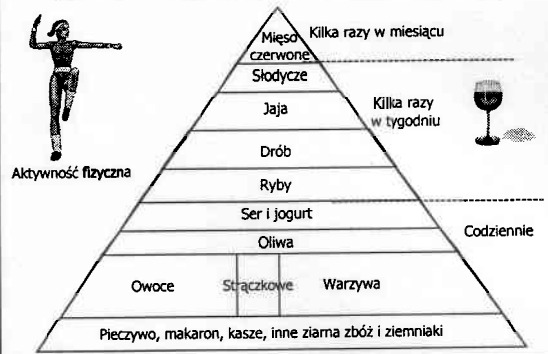 Mięso
czerwone
Kilka razy w miesiącu
Słodycze
Jaja
Kilka razy
w tygodniu
Drób
Aktywność fizyczna
Ryby
Ser i jogurt
Codziennie
Oliwa
Owoce
Strączkowe
Warzywa
Pieczywo, makaron, kasze, inne ziarna zbóż i ziemniaki